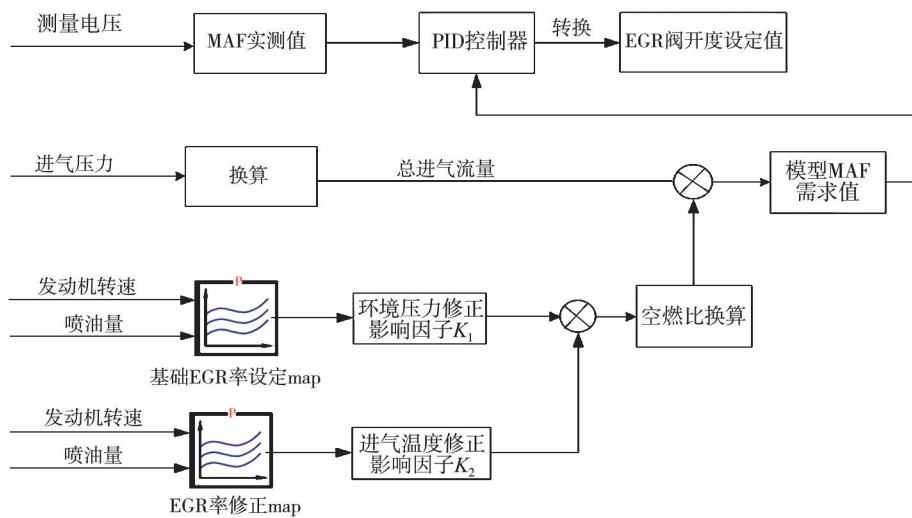 测量电压
MAF实测值
PID控制器
转换
EGR阀开度设定值
进气压力
换算
总进气流量
模型MAF
需求值
发动机转速
喷油量
P
基础EGR率设定map
环境压力修正
影响因子K₁
空燃比换算
发动机转速
喷油量
P
EGR率修正map
进气温度修正
影响因子K₂